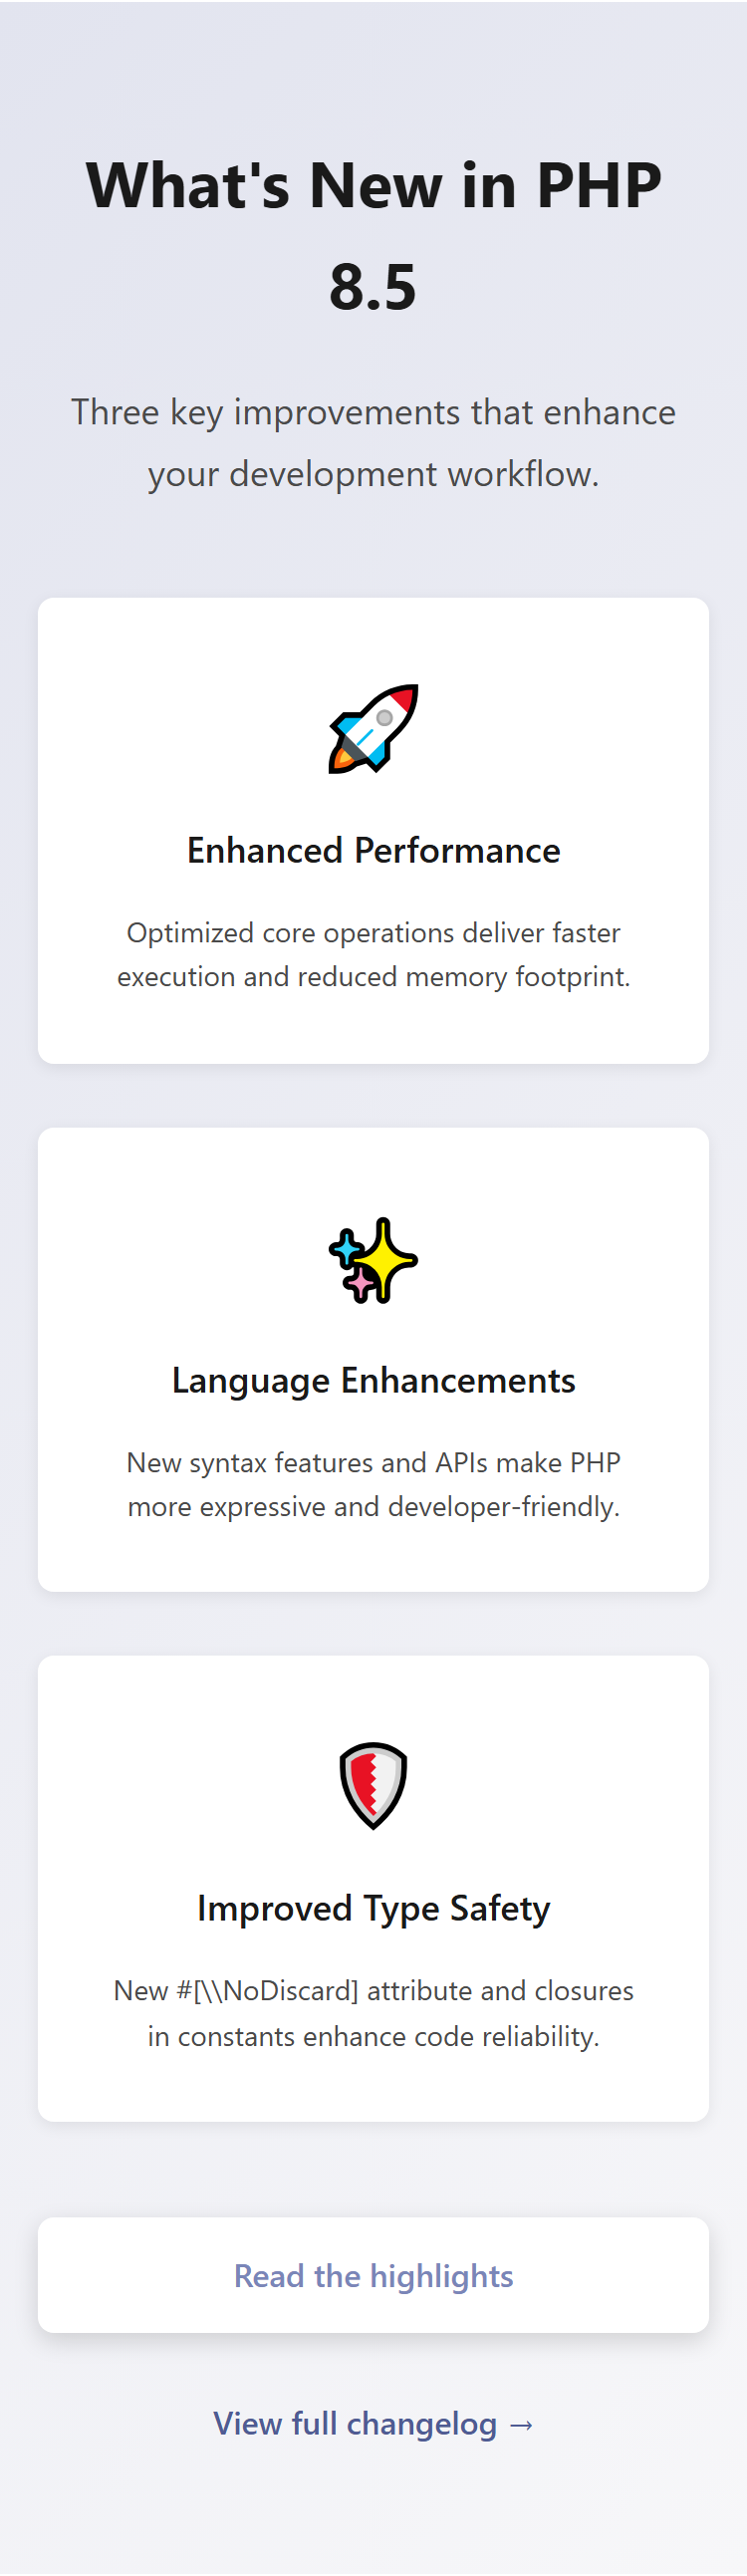 What's New in PHP
8.5
Three key improvements that enhance
your development workflow.
Enhanced Performance
Optimized core operations deliver faster
execution and reduced memory footprint.
Language Enhancements
New syntax features and APIs make PHP
more expressive and developer-friendly.
Improved Type Safety
New #[\\NoDiscard] attribute and closures
in constants enhance code reliability.
Read the highlights
View full changelog →